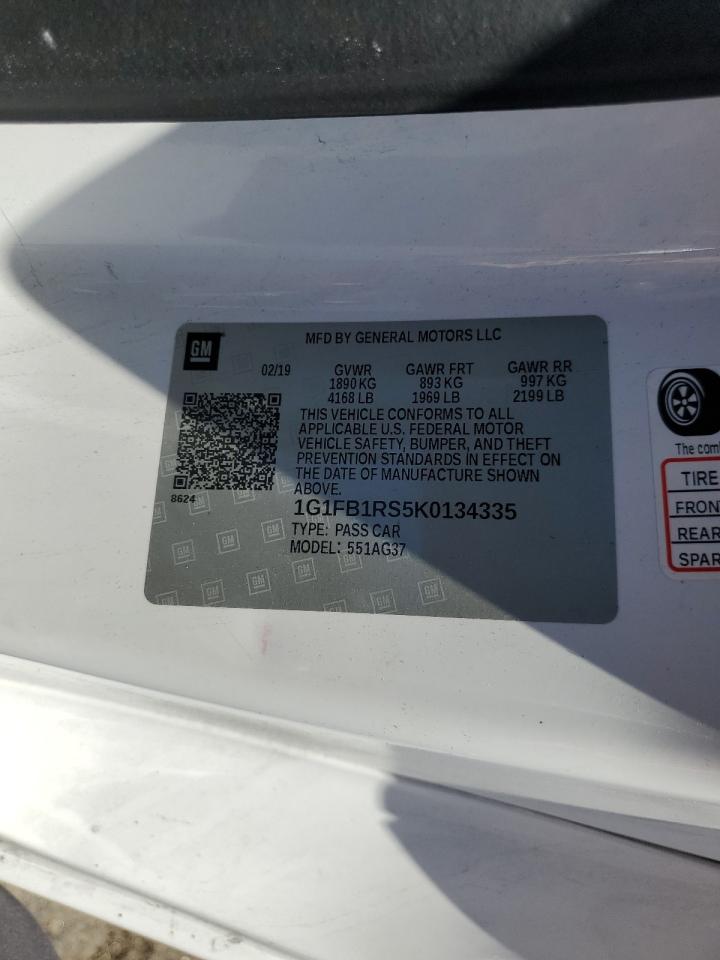 GM
MFD BY GENERAL MOTORS LLC
02/19 GVWR GAWR FRT GAWR RR
1890 KG 893 KG 997 KG
4168 LB 1969 LB 2199 LB
THIS VEHICLE CONFORMS TO ALL
APPLICABLE U.S. FEDERAL MOTOR
VEHICLE SAFETY, BUMPER, AND THEFT
PREVENTION STANDARDS IN EFFECT ON
THE DATE OF MANUFACTURE SHOWN
ABOVE.
8624
1G1FB1RS5K0134335
TYPE: PASS CAR
MODEL: 551AG37
The
TIRE
FRON
REAR
SPAR